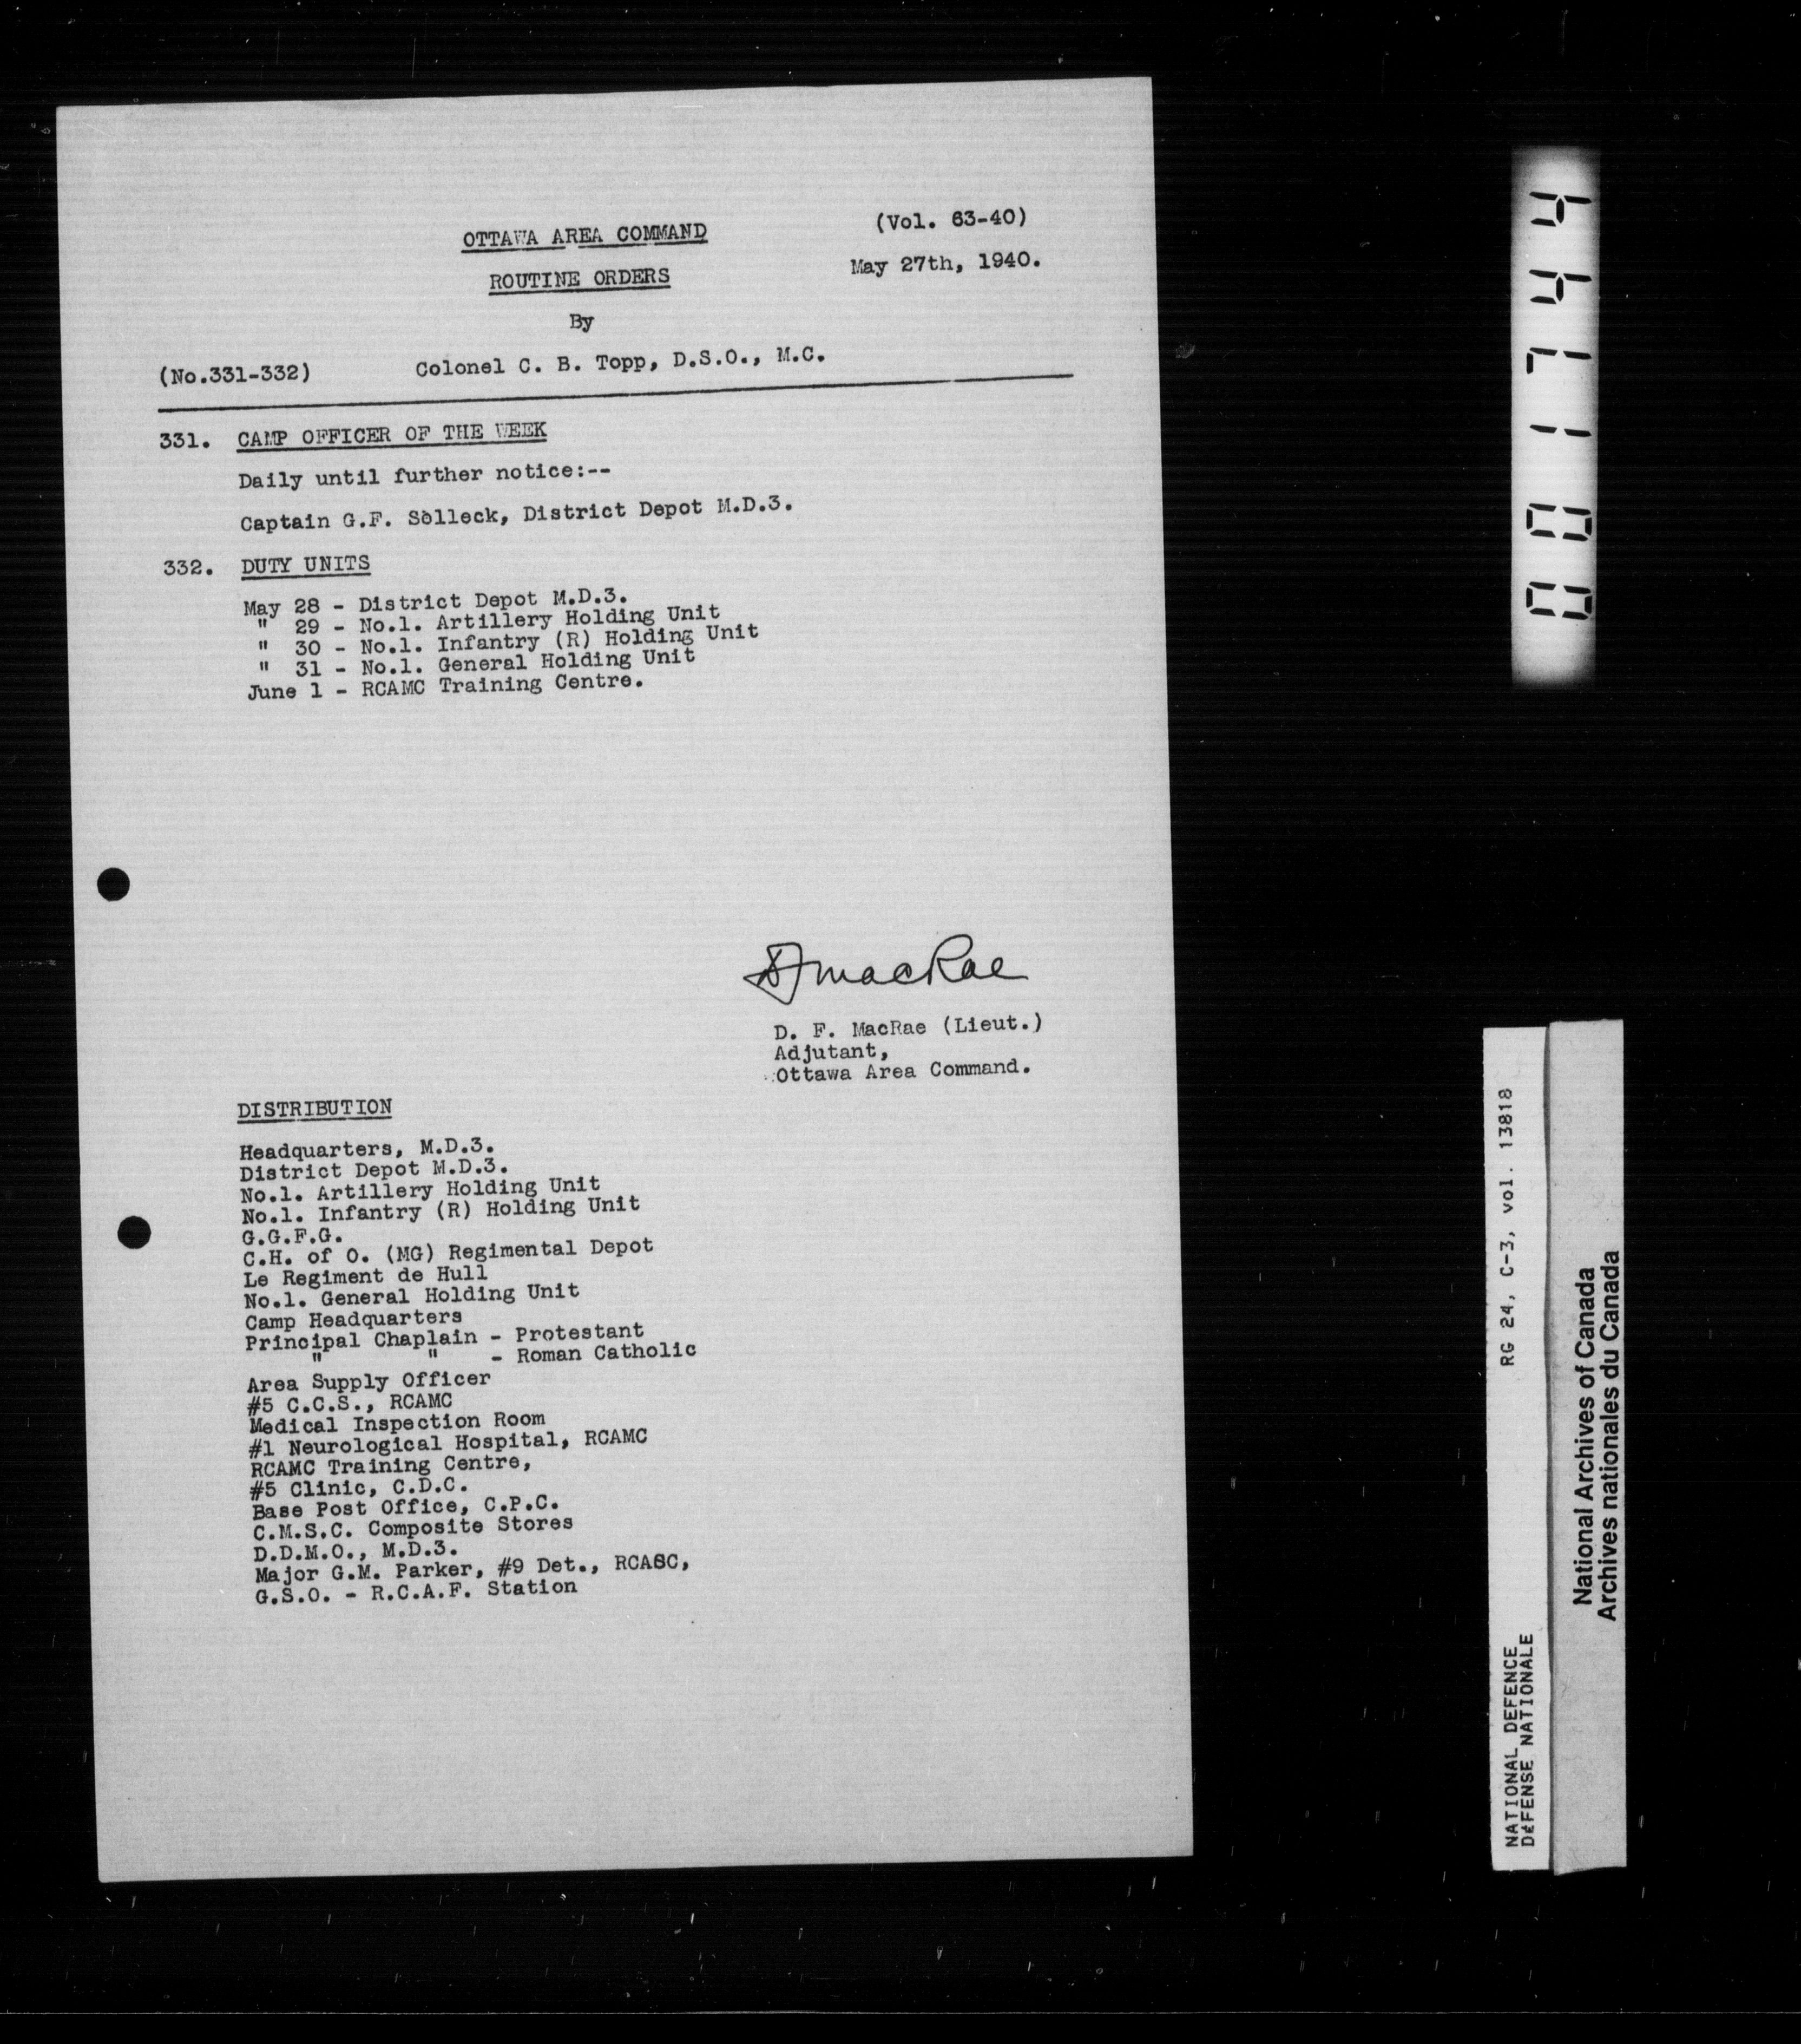 OTTAWA AREA COMMAND
(Vol. 63-40)
ROUTINE ORDERS
May 27th, 1940.
By
(No.331-332)
Colonel C. B. Topp, D.S.O., M.C.
331. CAMP OFFICER OF THE WEEK
Daily until further notice:--
Captain G.F. Solleck, District Depot M.D.3.
332. DUTY UNITS
May 28 - District Depot M.D.3.
" 29 - No.1. Artillery Holding Unit
" 30 - No.1. Infantry (R) Holding Unit
" 31 - No.1. General Holding Unit
June 1 - RCAMC Training Centre.
DF MacRae
D. F. MacRae (Lieut.)
Adjutant,
Ottawa Area Command.
DISTRIBUTION
Headquarters, M.D.3.
District Depot M.D.3.
No.1. Artillery Holding Unit
No.1. Infantry (R) Holding Unit
G.G.F.G.
C.H. of O. (MG) Regimental Depot
Le Regiment de Hull
No.1. General Holding Unit
Camp Headquarters
Principal Chaplain - Protestant
" " - Roman Catholic
Area Supply Officer
#5 C.C.S., RCAMC
Medical Inspection Room
#1 Neurological Hospital, RCAMC
RCAMC Training Centre,
#5 Clinic, C.D.C.
Base Post Office, C.P.C.
C.M.S.C. Composite Stores
D.D.M.O., M.D.3.
Major G.M. Parker, #9 Det., RCASC,
G.S.O. - R.C.A.F. Station
001744
NATIONAL DEFENCE RG 24, C-3, vol. 13818
DéFENSE NATIONALE
National Archives of Canada
Archives nationales du Canada